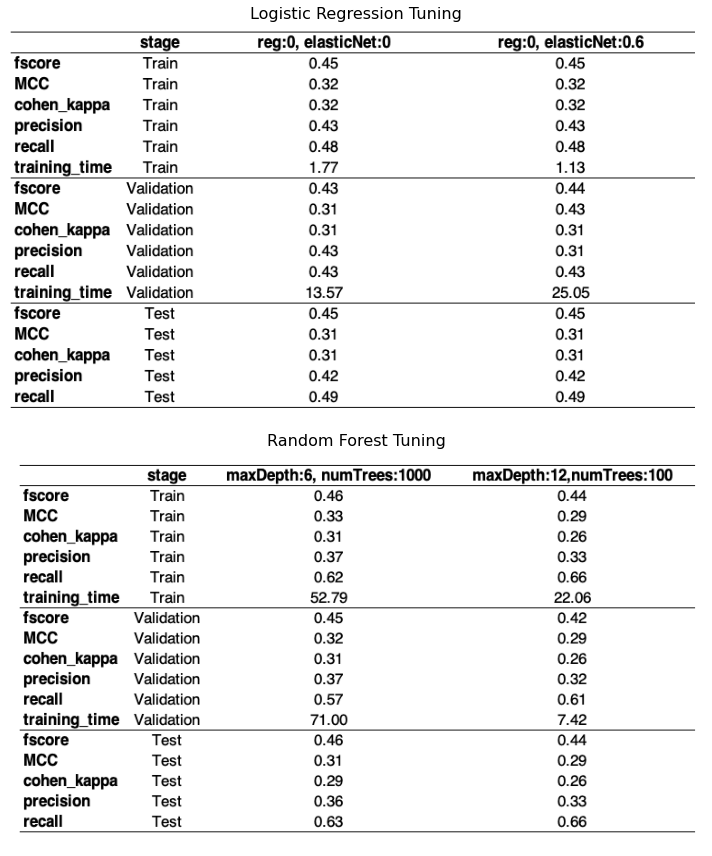 Logistic Regression Tuning
stage reg:0, elasticNet:0 reg:0, elasticNet:0.6
fscore Train 0.45 0.45
MCC Train 0.32 0.32
cohen_kappa Train 0.32 0.32
precision Train 0.43 0.43
recall Train 0.48 0.48
training_time Train 1.77 1.13
fscore Validation 0.43 0.44
MCC Validation 0.31 0.43
cohen_kappa Validation 0.31 0.31
precision Validation 0.43 0.31
recall Validation 0.43 0.43
training_time Validation 13.57 25.05
fscore Test 0.45 0.45
MCC Test 0.31 0.31
cohen_kappa Test 0.31 0.31
precision Test 0.42 0.42
recall Test 0.49 0.49
Random Forest Tuning
stage maxDepth:6, numTrees:1000 maxDepth:12,numTrees:100
fscore Train 0.46 0.44
MCC Train 0.33 0.29
cohen_kappa Train 0.31 0.26
precision Train 0.37 0.33
recall Train 0.62 0.66
training_time Train 52.79 22.06
fscore Validation 0.45 0.42
MCC Validation 0.32 0.29
cohen_kappa Validation 0.31 0.26
precision Validation 0.37 0.32
recall Validation 0.57 0.61
training_time Validation 71.00 7.42
fscore Test 0.46 0.44
MCC Test 0.31 0.29
cohen_kappa Test 0.29 0.26
precision Test 0.36 0.33
recall Test 0.63 0.66